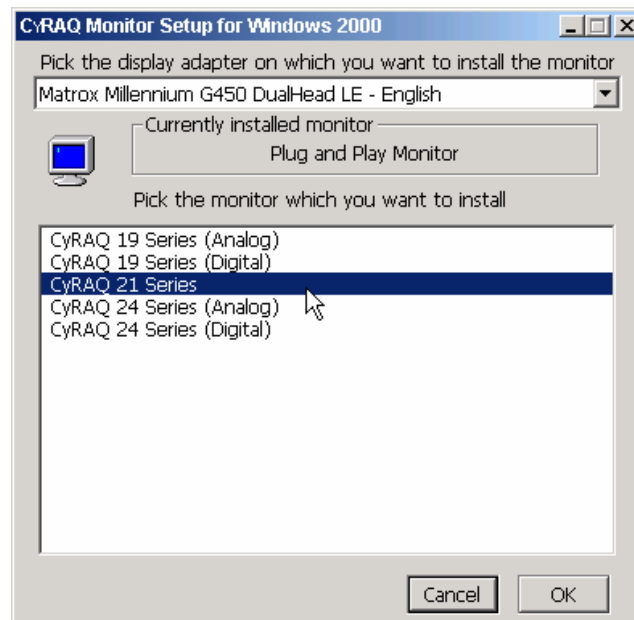 CYRAQ Monitor Setup for Windows 2000
Pick the display adapter on which you want to install the monitor
Matrox Millennium G450 DualHead LE - English
Currently installed monitor
Plug and Play Monitor
Pick the monitor which you want to install
CyRAQ 19 Series (Analog)
CyRAQ 19 Series (Digital)
CyRAQ 21 Series
CyRAQ 24 Series (Analog)
CyRAQ 24 Series (Digital)
Cancel
OK